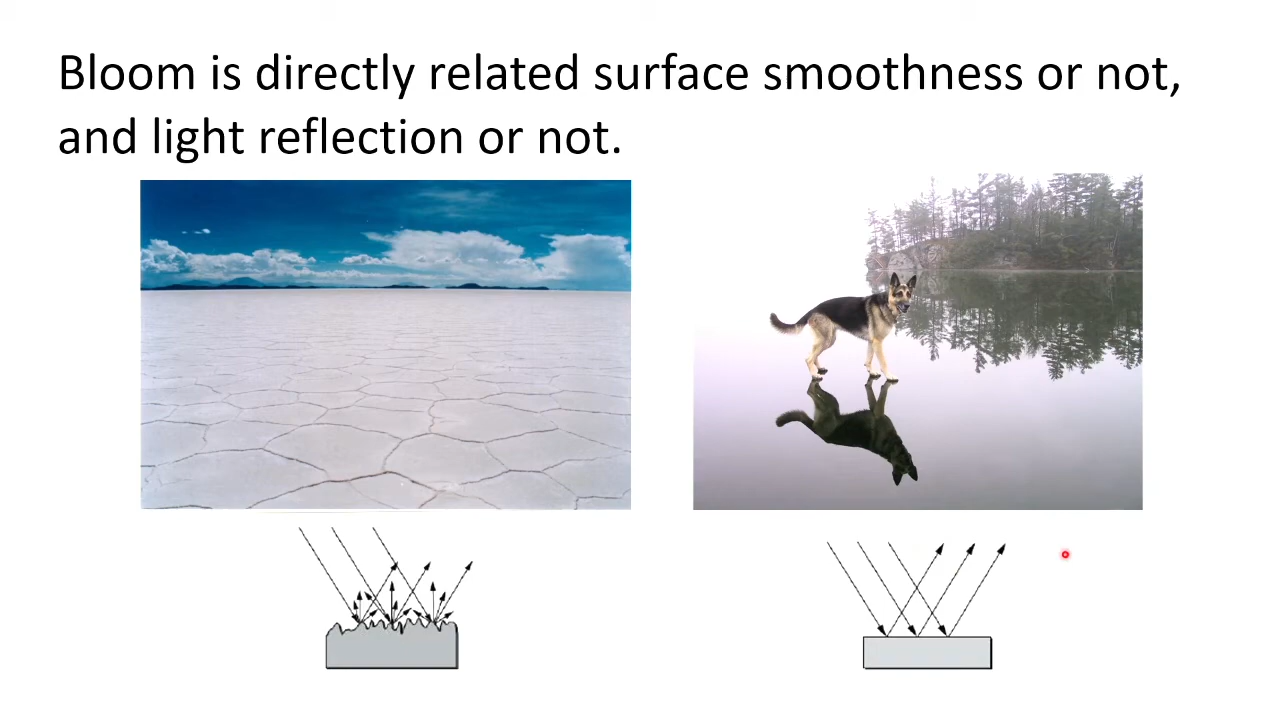 Bloom is directly related surface smoothness or not,
and light reflection or not.